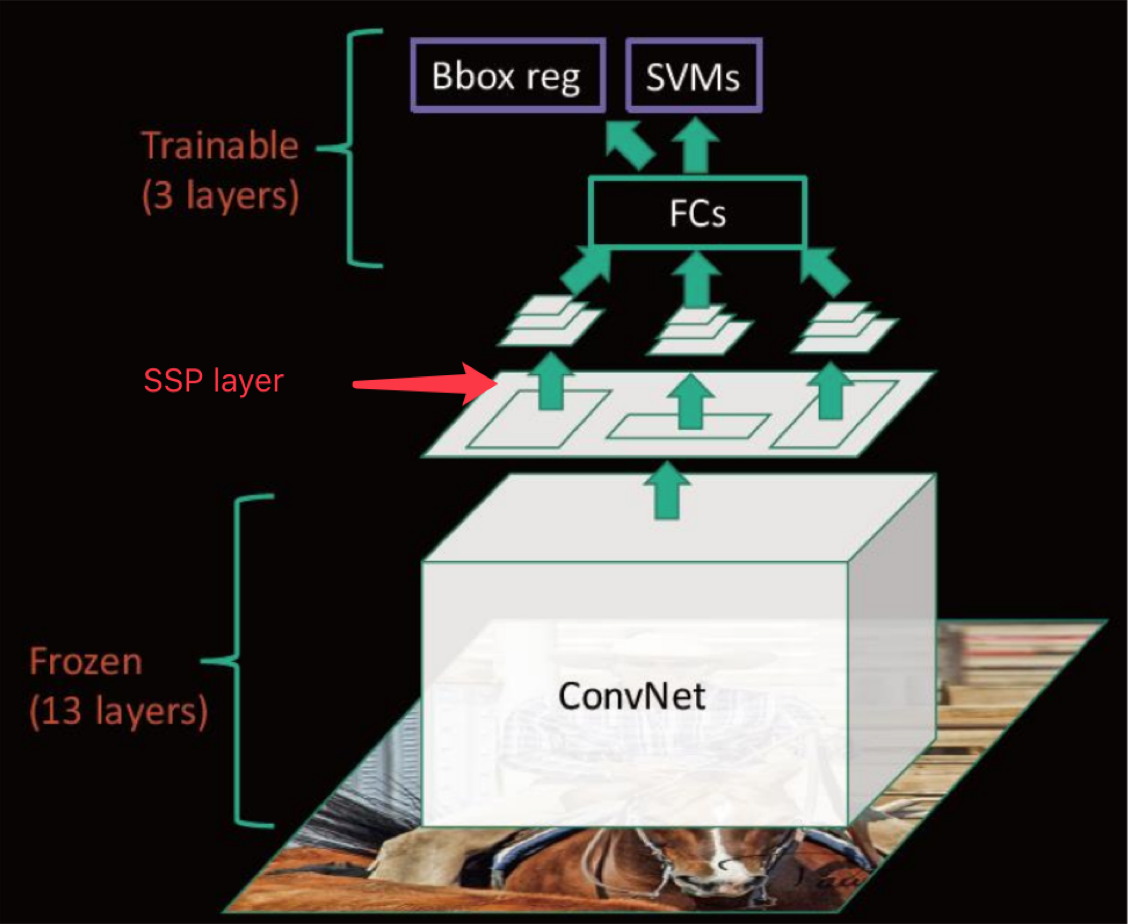 Bbox reg
SVMs
Trainable
(3 layers)
FCs
SSP layer
Frozen
(13 layers)
ConvNet